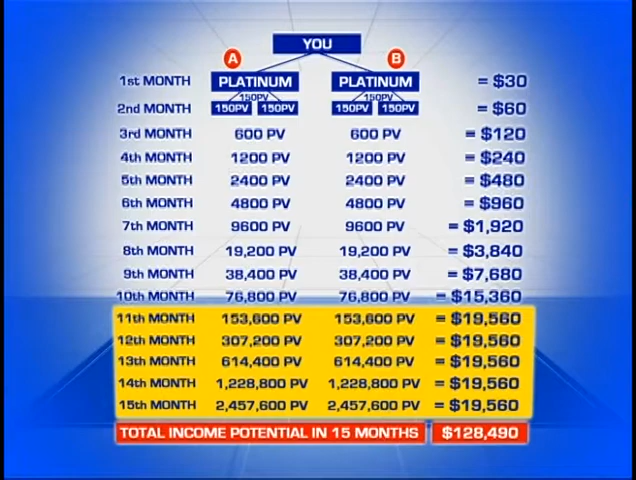 YOU
A B
PLATINUM PLATINUM
1st MONTH = $30
150PV 150PV
2nd MONTH 150PV 150PV 150PV 150PV = $60
3rd MONTH 600 PV 600 PV = $120
4th MONTH 1200 PV 1200 PV = $240
5th MONTH 2400 PV 2400 PV = $480
6th MONTH 4800 PV 4800 PV = $960
7th MONTH 9600 PV 9600 PV = $1,920
8th MONTH 19,200 PV 19,200 PV = $3,840
9th MONTH 38,400 PV 38,400 PV = $7,680
10th MONTH 76,800 PV 76,800 PV = $15,360
11th MONTH 153,600 PV 153,600 PV = $19,560
12th MONTH 307,200 PV 307,200 PV = $19,560
13th MONTH 614,400 PV 614,400 PV = $19,560
14th MONTH 1,228,800 PV 1,228,800 PV = $19,560
15th MONTH 2,457,600 PV 2,457,600 PV = $19,560
TOTAL INCOME POTENTIAL IN 15 MONTHS $128,490